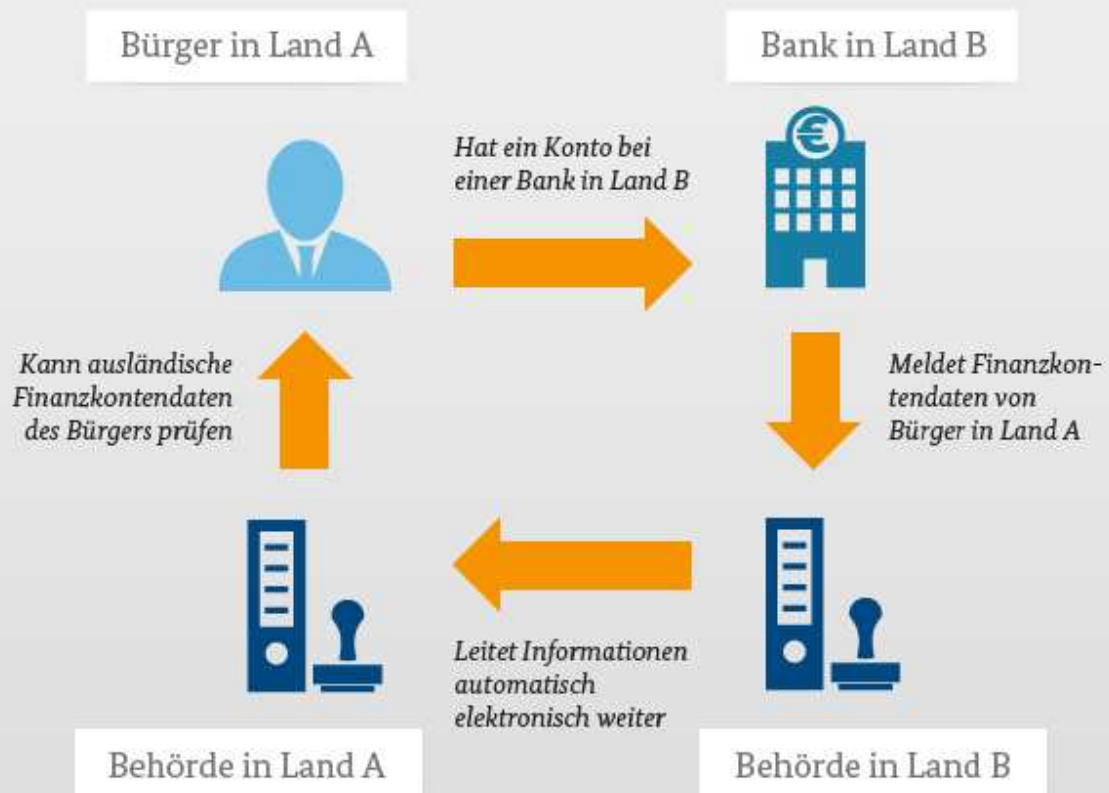 Bürger in Land A
Bank in Land B
Hat ein Konto bei
einer Bank in Land B
€
Kann ausländische
Finanzkontendaten
des Bürgers prüfen
Meldet Finanzkon-
tendaten von
Bürger in Land A
Leitet Informationen
automatisch
elektronisch weiter
Behörde in Land A
Behörde in Land B